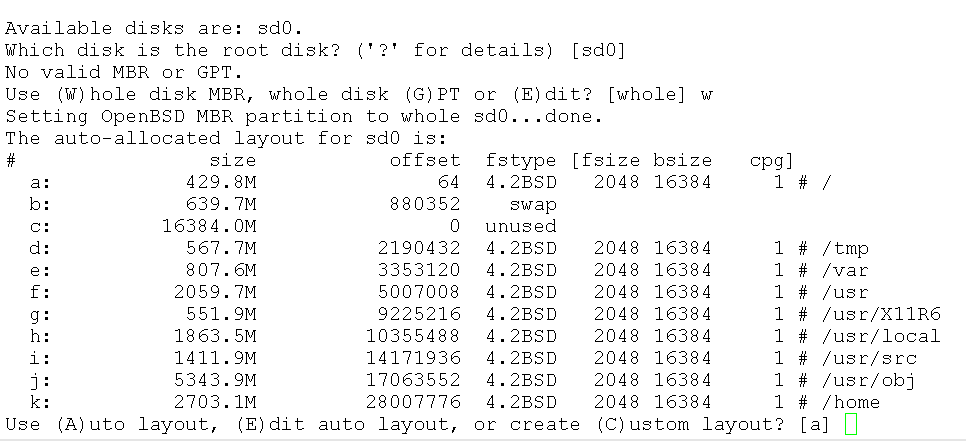 Available disks are: sd0.
Which disk is the root disk? ('?' for details) [sd0]
No valid MBR or GPT.
Use (W)hole disk MBR, whole disk (G)PT or (E)dit? [whole] w
Setting OpenBSD MBR partition to whole sd0...done.
The auto-allocated layout for sd0 is:
#                size           offset  fstype [fsize bsize   cpg]
  a:           429.8M               64  4.2BSD   2048 16384     1 # /
  b:           639.7M           880352    swap
  c:         16384.0M                0  unused
  d:           567.7M          2190432  4.2BSD   2048 16384     1 # /tmp
  e:           807.6M          3353120  4.2BSD   2048 16384     1 # /var
  f:          2059.7M          5007008  4.2BSD   2048 16384     1 # /usr
  g:           551.9M          9225216  4.2BSD   2048 16384     1 # /usr/X11R6
  h:          1863.5M         10355488  4.2BSD   2048 16384     1 # /usr/local
  i:          1411.9M         14171936  4.2BSD   2048 16384     1 # /usr/src
  j:          5343.9M         17063552  4.2BSD   2048 16384     1 # /usr/obj
  k:          2703.1M         28007776  4.2BSD   2048 16384     1 # /home
Use (A)uto layout, (E)dit auto layout, or create (C)ustom layout? [a]